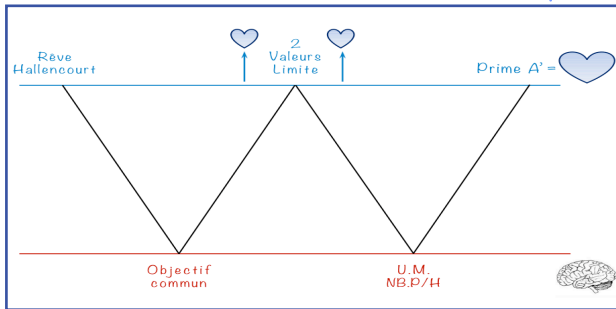 Rêve
Hallencourt
2
Valeurs
Limite
Prime A' =
Objectif
commun
U.M.
NB.P/H